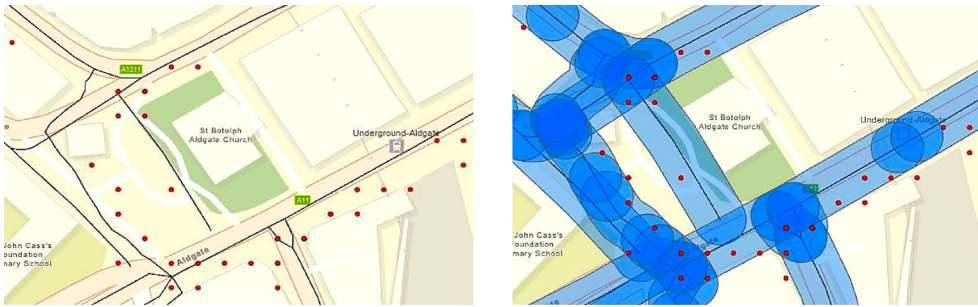 A1211
St Botolph
Aldgate Church
Underground-Aldgate
A11
John Cass's
Foundation
mary School
Aldgate
St Botolph
Aldgate Church
Underground-Aldgate
John Cass's
Foundation
mary School